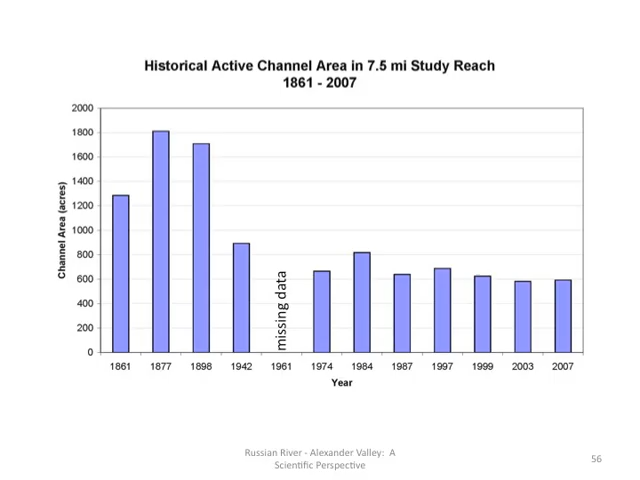 Historical Active Channel Area in 7.5 mi Study Reach
1861 - 2007
2000
1800
1600
1400
1200
1000
800
600
400
200
0
Channel Area (acres)
missing data
1861 1877 1898 1942 1961 1974 1984 1987 1997 1999 2003 2007
Year
Russian River - Alexander Valley: A
Scientific Perspective
56